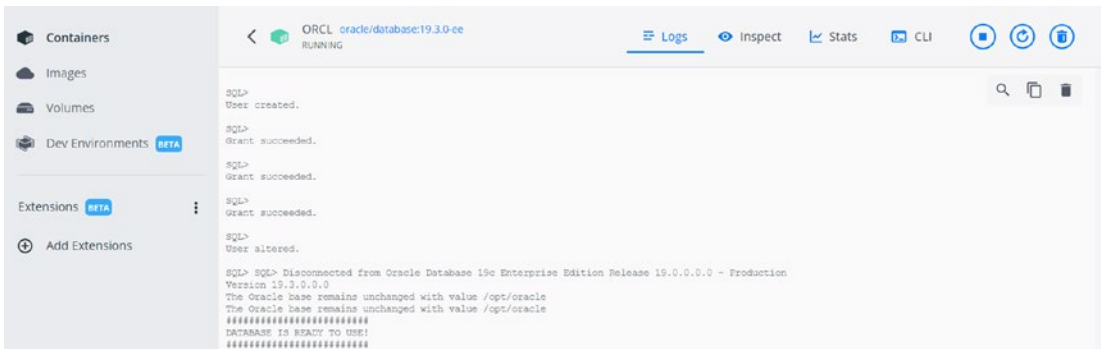 Containers
Images
Volumes
Dev Environments BETA
Extensions BETA
Add Extensions
ORCL oracle/database:19.3.0-ee
RUNNING
Logs
Inspect
Stats
CLI
SQL>
User created.
SQL>
Grant succeeded.
SQL>
Grant succeeded.
SQL>
Grant succeeded.
SQL>
User altered.
SQL> SQL> Disconnected from Oracle Database 19c Enterprise Edition Release 19.0.0.0.0 - Production
Version 19.3.0.0.0
The Oracle base remains unchanged with value /opt/oracle
The Oracle base remains unchanged with value /opt/oracle
#########################
DATABASE IS READY TO USE!
#########################